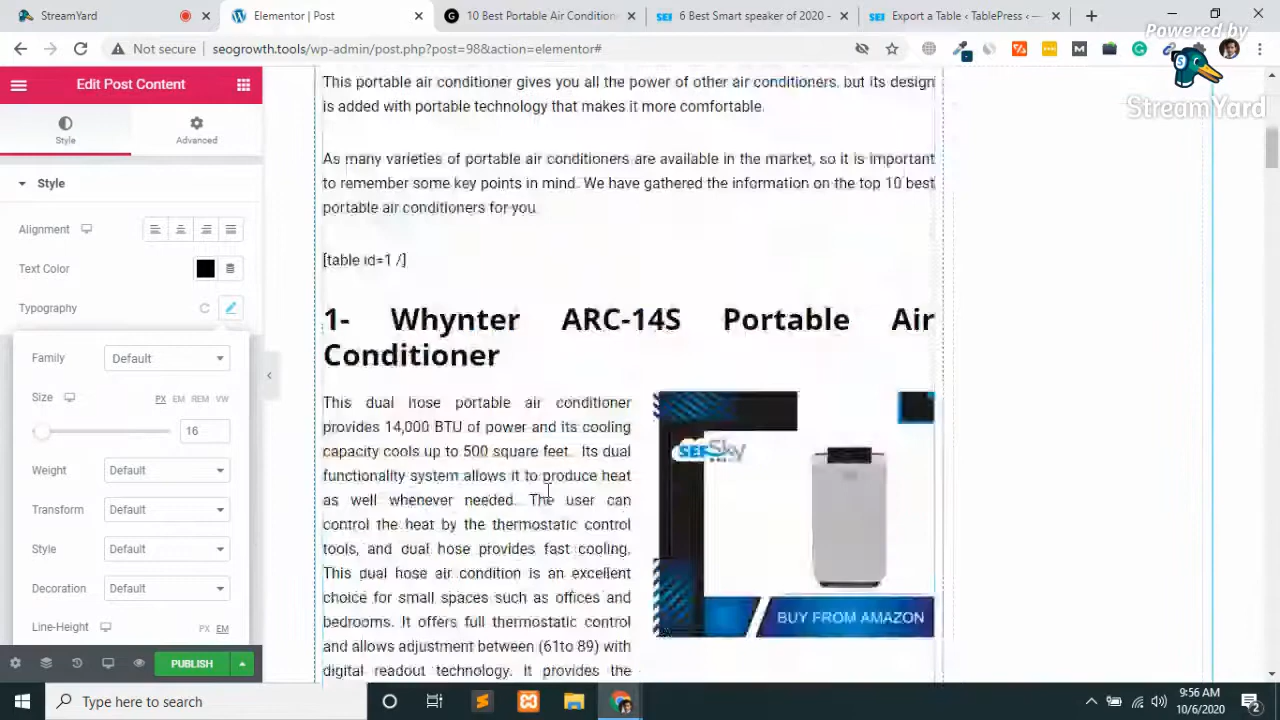 StreamYard
Elementor | Post
10 Best Portable Air Conditioner
6 Best Smart speaker of 2020 -
Export a Table < TablePress <
Powered by
Not secure
seogrowth.tools/wp-admin/post.php?post=98&action=elementor#
StreamYard
Edit Post Content
Style
Advanced
Style
Alignment
Text Color
Typography
Family
Default
Size
PX EM REM VW
16
Weight
Default
Transform
Default
Style
Default
Decoration
Default
Line-Height
PX EM
PUBLISH
This portable air conditioner gives you all the power of other air conditioners. but its design
is added with portable technology that makes it more comfortable.
As many varieties of portable air conditioners are available in the market, so it is important
to remember some key points in mind. We have gathered the information on the top 10 best
portable air conditioners for you.
[table id=1 /]
1- Whynter ARC-14S Portable Air
Conditioner
This dual hose portable air conditioner
provides 14,000 BTU of power and its cooling
capacity cools up to 500 square feet. Its dual
functionality system allows it to produce heat
as well whenever needed. The user can
control the heat by the thermostatic control
tools, and dual hose provides fast cooling.
This dual hose air condition is an excellent
choice for small spaces such as offices and
bedrooms. It offers full thermostatic control
and allows adjustment between (61to 89) with
digital readout technology. It provides the
SEFSky
BUY FROM AMAZON
Type here to search
9:56 AM
10/6/2020
2